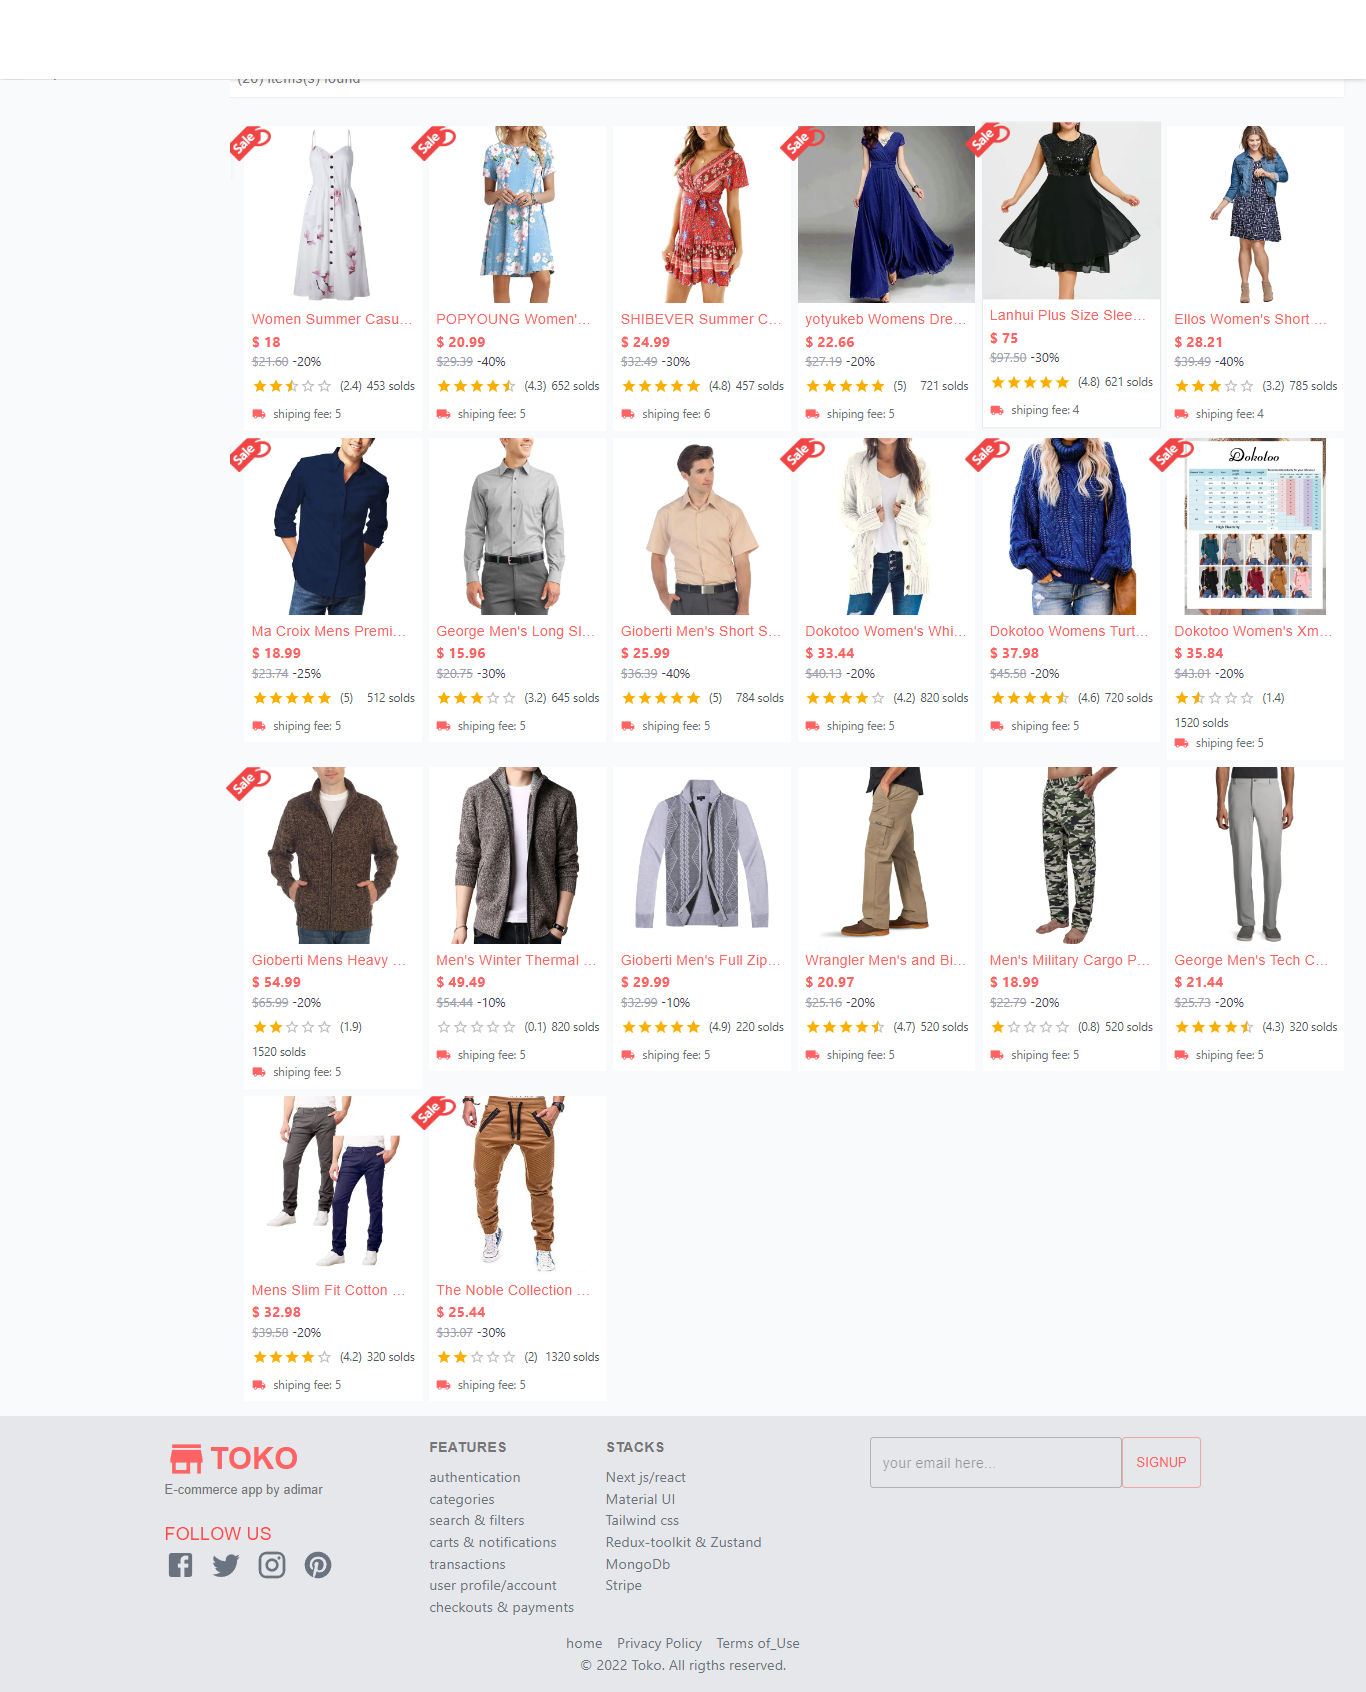 (20) items(s) found
Sale Sale Sale Sale
Women Summer Casu... POPYOUNG Women'... SHIBEVER Summer C... yotyukeb Womens Dre... Lanhui Plus Size Slee... Ellos Women's Short ...
$ 18 $ 20.99 $ 24.99 $ 22.66 $ 75 $ 28.21
$21.60 -20% $29.39 -40% $32.49 -30% $27.19 -20% $97.50 -30% $39.49 -40%
(2.4) 453 solds (4.3) 652 solds (4.8) 457 solds (5) 721 solds (4.8) 621 solds (3.2) 785 solds
shiping fee: 5 shiping fee: 5 shiping fee: 6 shiping fee: 5 shiping fee: 4 shiping fee: 4
Sale Sale Sale Sale
Dokotoo
High Elasticity
Ma Croix Mens Premi... George Men's Long Sl... Gioberti Men's Short S... Dokotoo Women's Whi... Dokotoo Womens Turt... Dokotoo Women's Xm...
$ 18.99 $ 15.96 $ 25.99 $ 33.44 $ 37.98 $ 35.84
$23.74 -25% $20.75 -30% $36.39 -40% $40.13 -20% $45.58 -20% $43.01 -20%
(5) 512 solds (3.2) 645 solds (5) 784 solds (4.2) 820 solds (4.6) 720 solds (1.4)
1520 solds
shiping fee: 5 shiping fee: 5 shiping fee: 5 shiping fee: 5 shiping fee: 5 shiping fee: 5
Sale
Gioberti Mens Heavy ... Men's Winter Thermal ... Gioberti Men's Full Zip... Wrangler Men's and Bi... Men's Military Cargo P... George Men's Tech C...
$ 54.99 $ 49.49 $ 29.99 $ 20.97 $ 18.99 $ 21.44
$65.99 -20% $54.44 -10% $32.99 -10% $25.16 -20% $22.79 -20% $25.73 -20%
(1.9) (0.1) 820 solds (4.9) 220 solds (4.7) 520 solds (0.8) 520 solds (4.3) 320 solds
1520 solds
shiping fee: 5 shiping fee: 5 shiping fee: 5 shiping fee: 5 shiping fee: 5 shiping fee: 5
Sale
Mens Slim Fit Cotton ... The Noble Collection ...
$ 32.98 $ 25.44
$39.58 -20% $33.07 -30%
(4.2) 320 solds (2) 1320 solds
shiping fee: 5 shiping fee: 5
TOKO
E-commerce app by adimar
FOLLOW US
FEATURES
authentication
categories
search & filters
carts & notifications
transactions
user profile/account
checkouts & payments
STACKS
Next js/react
Material UI
Tailwind css
Redux-toolkit & Zustand
MongoDb
Stripe
your email here... SIGNUP
home Privacy Policy Terms of_Use
© 2022 Toko. All rigths reserved.